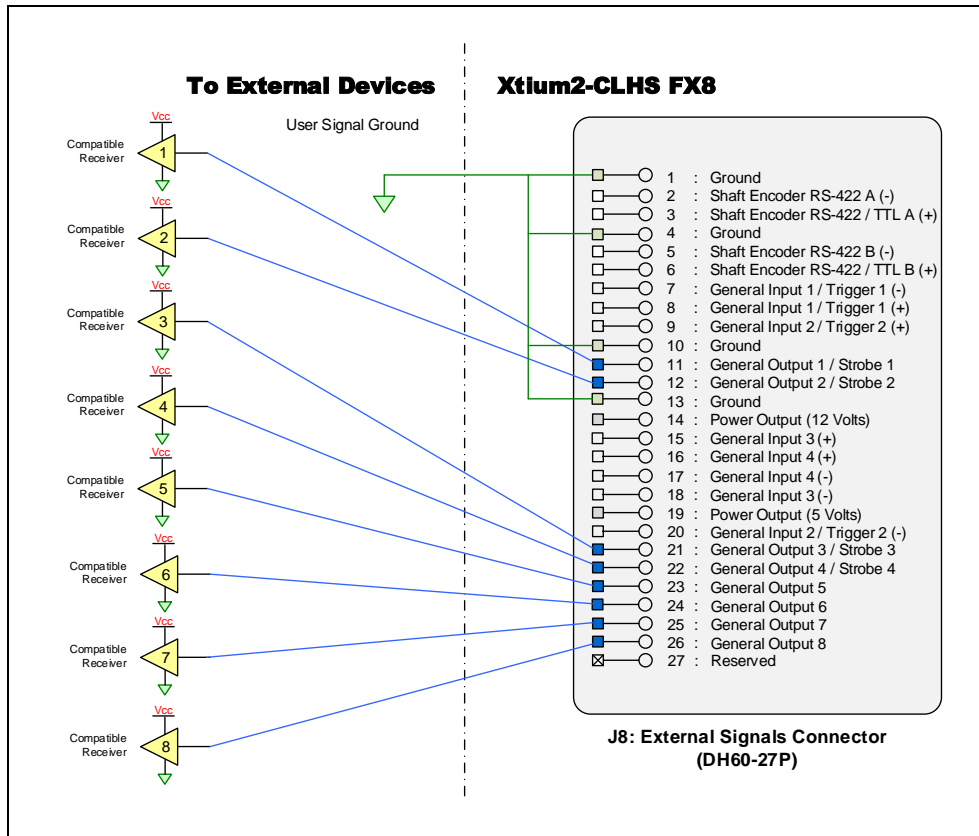 To External Devices
Xtium2-CLHS FX8
User Signal Ground
Vcc
Compatible
Receiver
1
Vcc
Compatible
Receiver
2
Vcc
Compatible
Receiver
3
Vcc
Compatible
Receiver
4
Vcc
Compatible
Receiver
5
Vcc
Compatible
Receiver
6
Vcc
Compatible
Receiver
7
Vcc
Compatible
Receiver
8
1 : Ground
2 : Shaft Encoder RS-422 A (-)
3 : Shaft Encoder RS-422 / TTL A (+)
4 : Ground
5 : Shaft Encoder RS-422 B (-)
6 : Shaft Encoder RS-422 / TTL B (+)
7 : General Input 1 / Trigger 1 (-)
8 : General Input 1 / Trigger 1 (+)
9 : General Input 2 / Trigger 2 (+)
10 : Ground
11 : General Output 1 / Strobe 1
12 : General Output 2 / Strobe 2
13 : Ground
14 : Power Output (12 Volts)
15 : General Input 3 (+)
16 : General Input 4 (+)
17 : General Input 4 (-)
18 : General Input 3 (-)
19 : Power Output (5 Volts)
20 : General Input 2 / Trigger 2 (-)
21 : General Output 3 / Strobe 3
22 : General Output 4 / Strobe 4
23 : General Output 5
24 : General Output 6
25 : General Output 7
26 : General Output 8
27 : Reserved
J8: External Signals Connector
(DH60-27P)